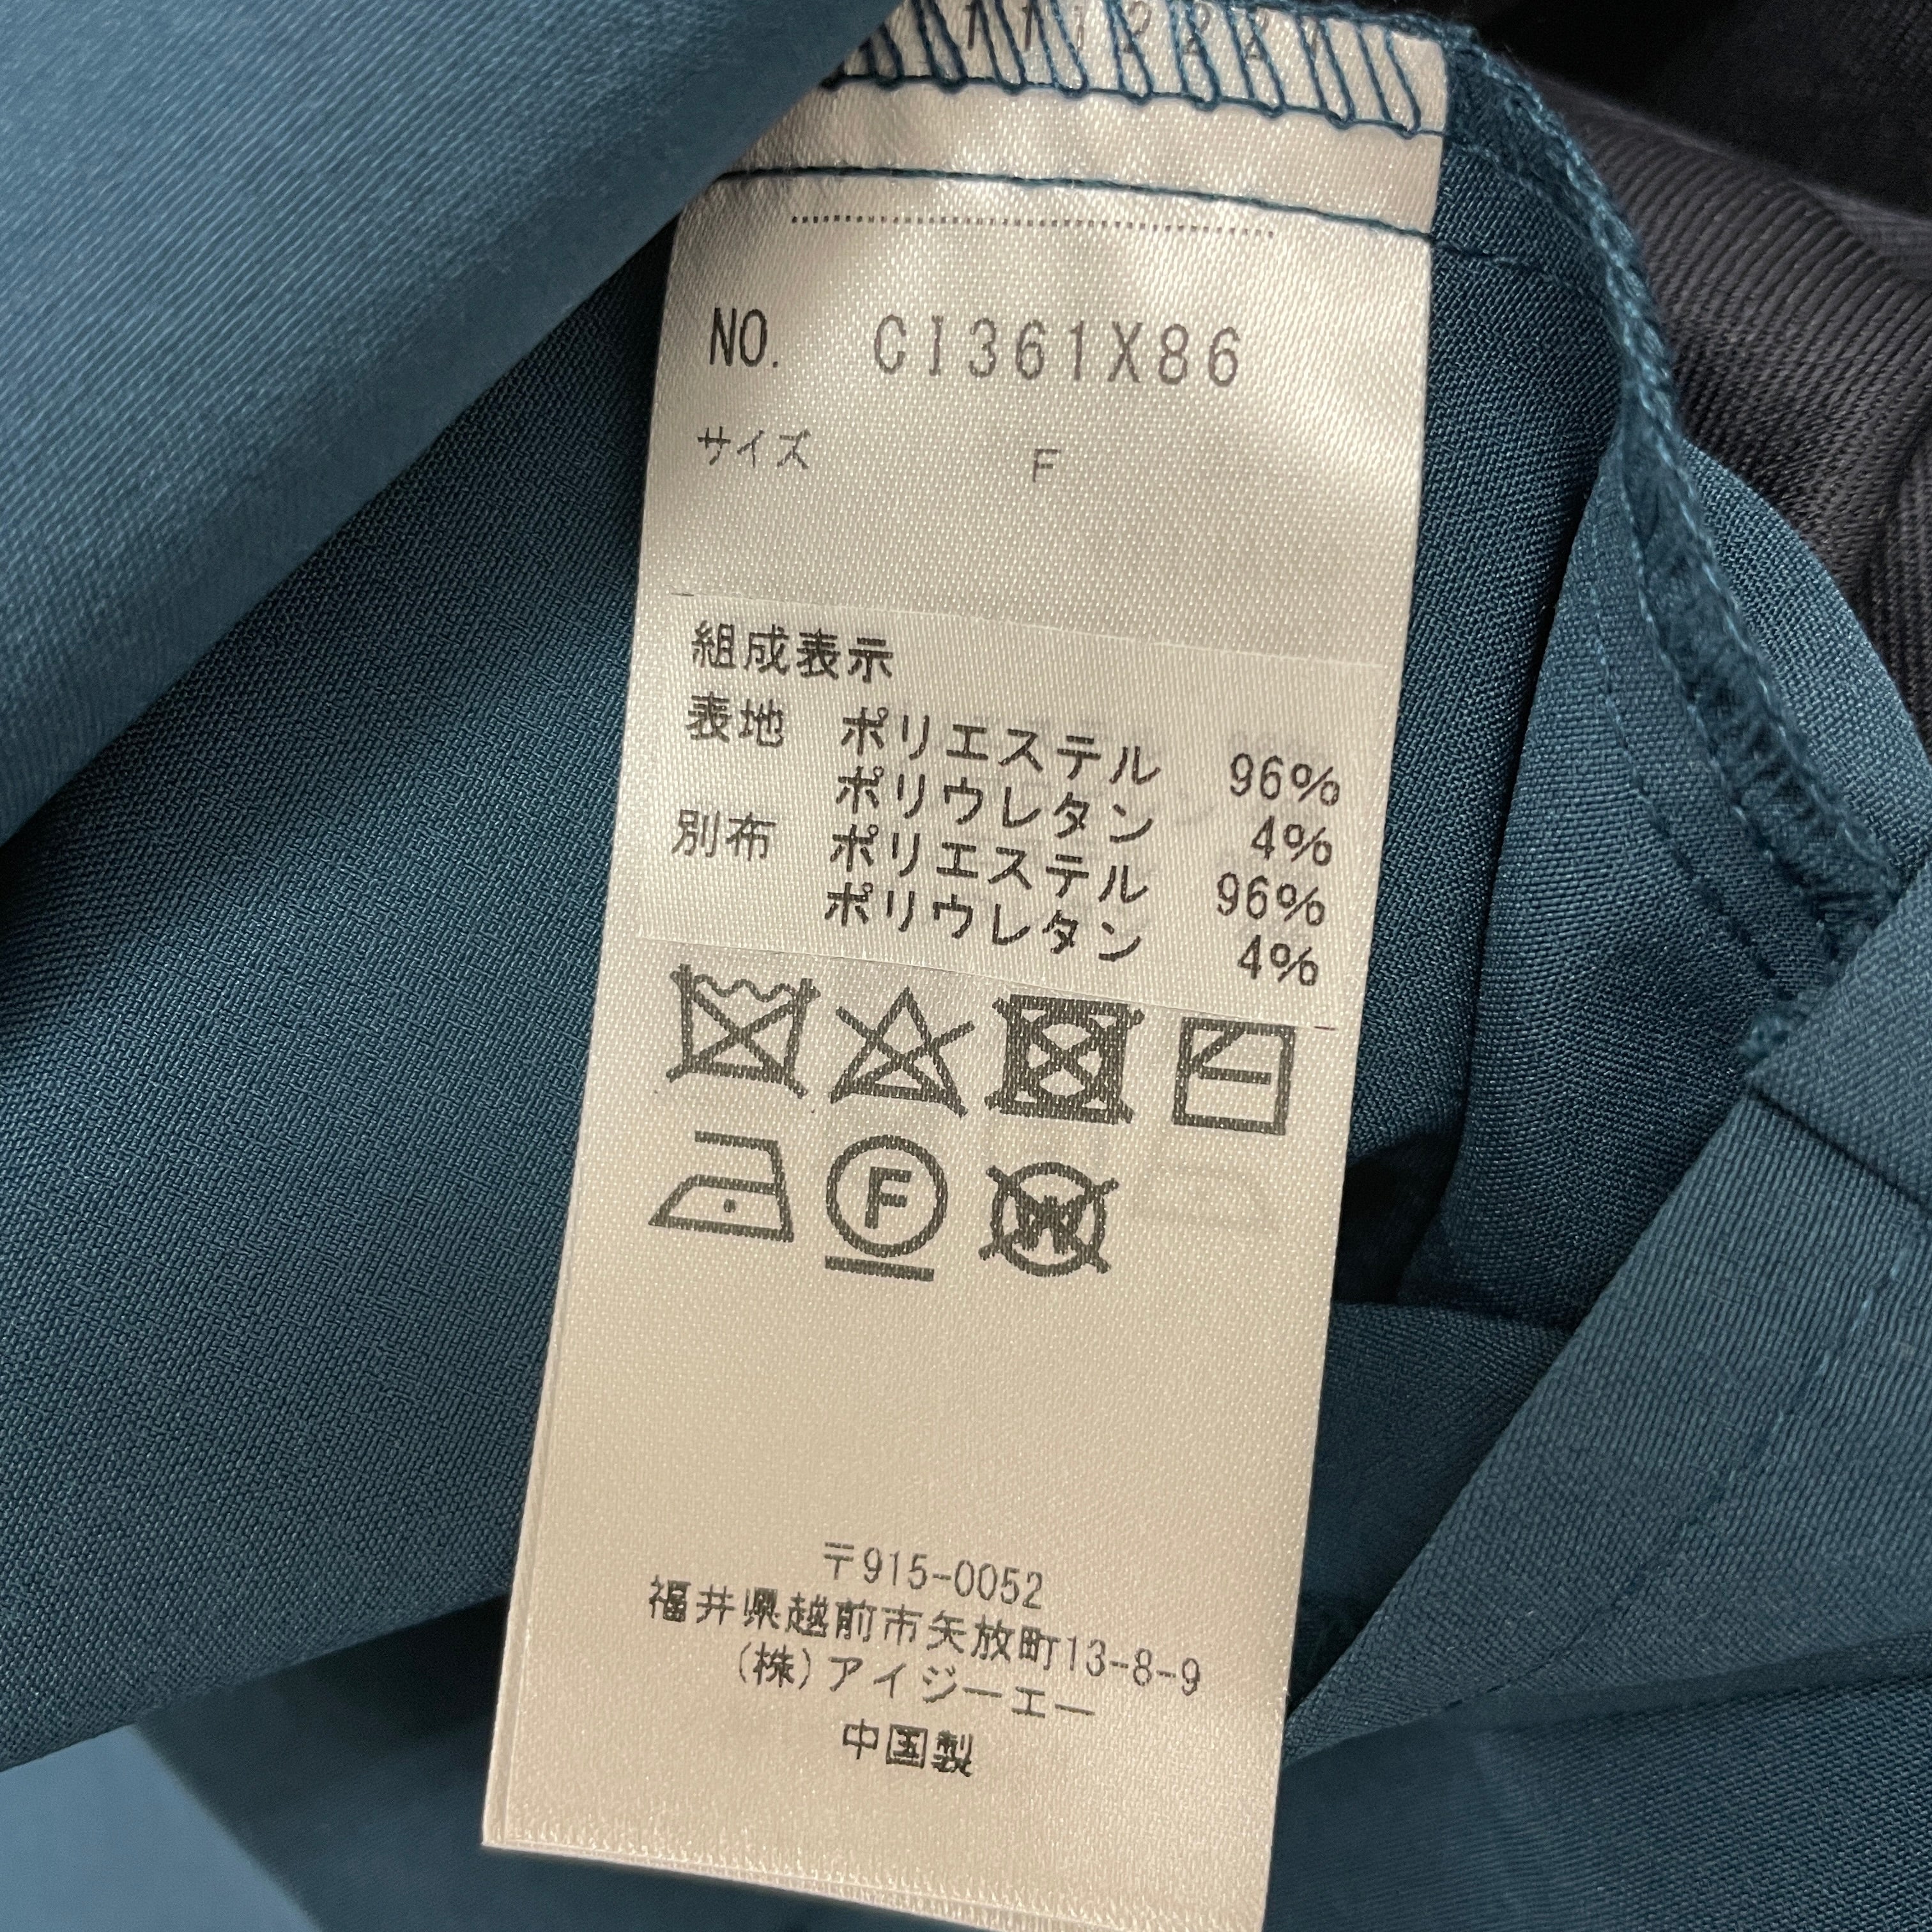 NO. CI361X86
サイズ F
組成表示
表地 ポリエステル 96%
ポリウレタン 4%
別布 ポリエステル 96%
ポリウレタン 4%
F
W
〒915-0052
福井県越前市矢放町13-8-9
(株)アイジーエー
中国製